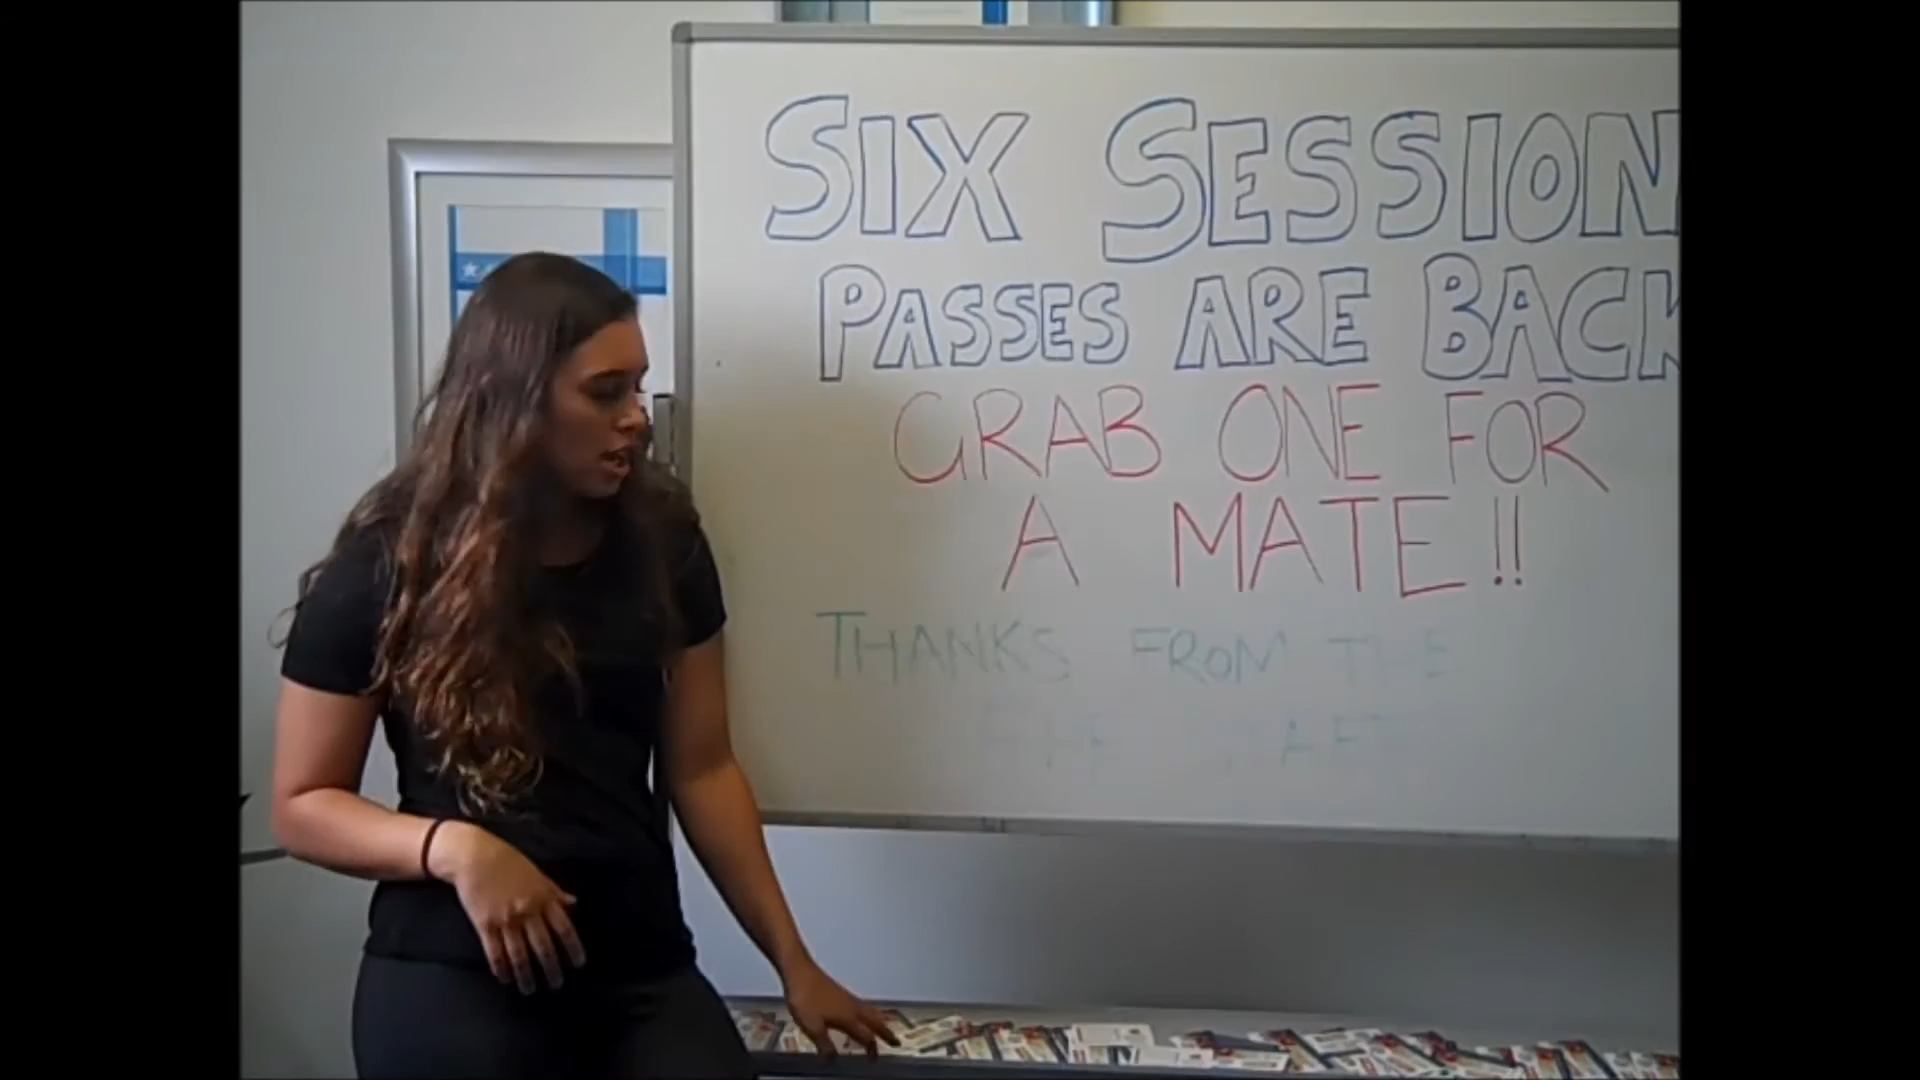 SIX SESSION
PASSES ARE BACK
GRAB ONE FOR
A MATE!!
THANKS FROM THE